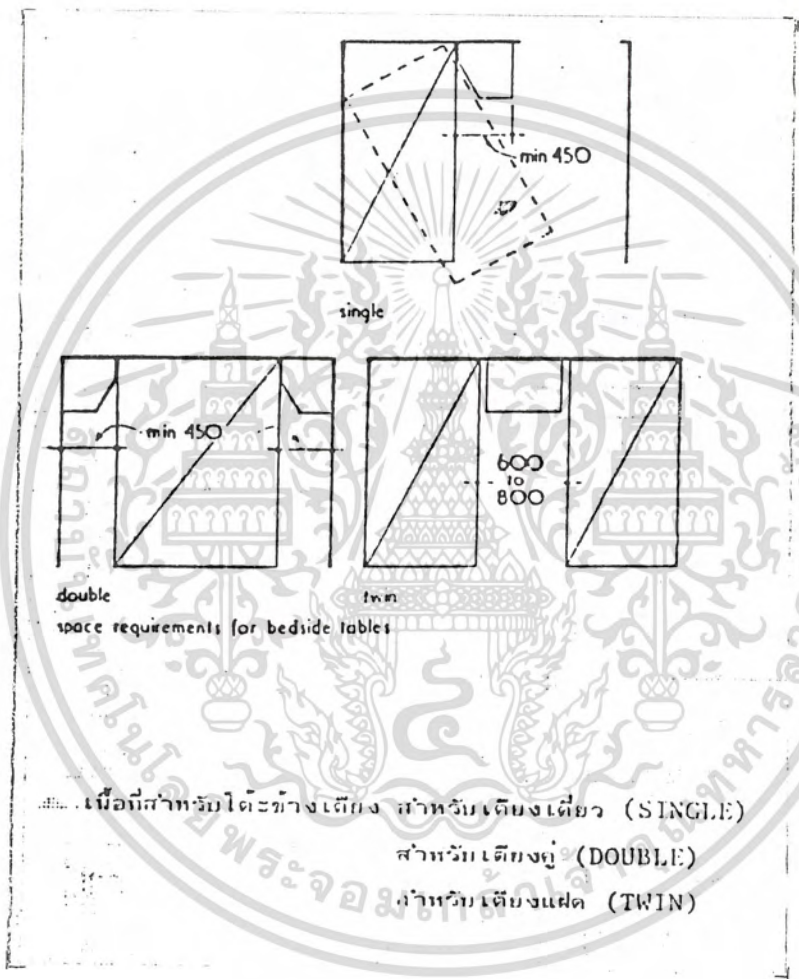 min 450
single
min 450
600
to
800
double
twin
space requirements for bedside tables
เนื้อที่สำหรับโต๊ะข้างเตียง สำหรับเตียงเดี่ยว (SINGLE)
สำหรับเตียงคู่ (DOUBLE)
สำหรับเตียงแฝด (TWIN)